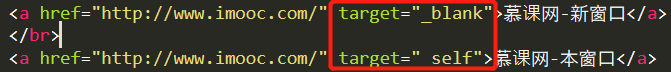 <a href="http://www.imooc.com/" target="_blank">慕课网-新窗口</a>
</br>
<a href="http://www.imooc.com/" target="_self">慕课网-本窗口</a>